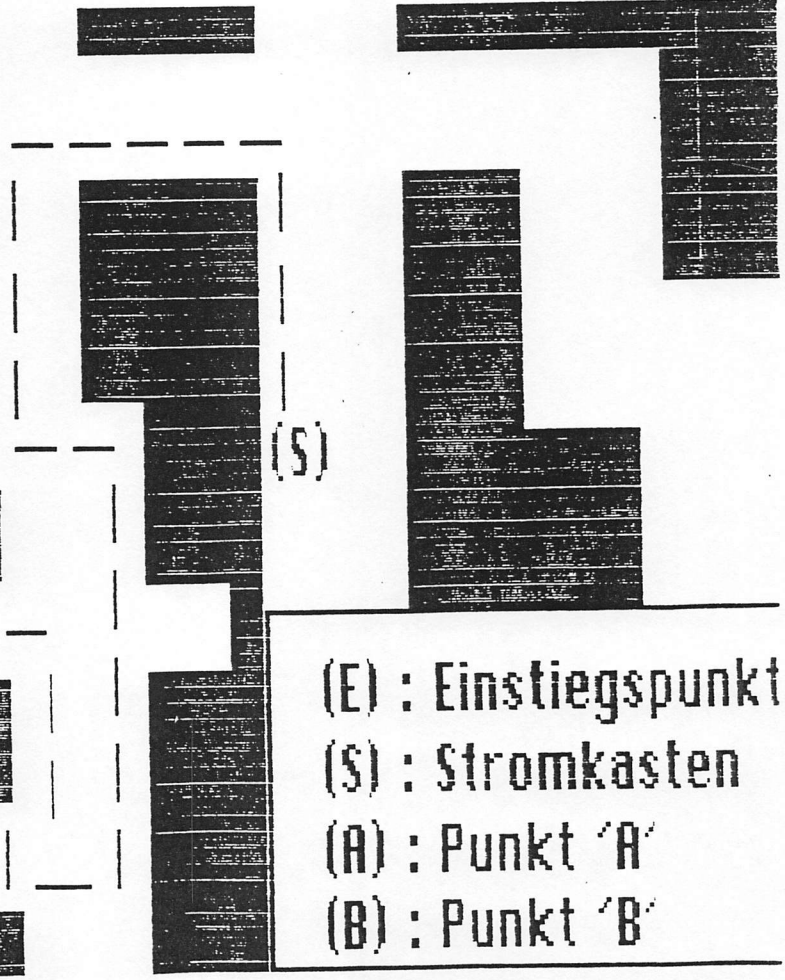 (S)
(E) : Einstiegspunkt
(S) : Stromkasten
(A) : Punkt 'A'
(B) : Punkt 'B'